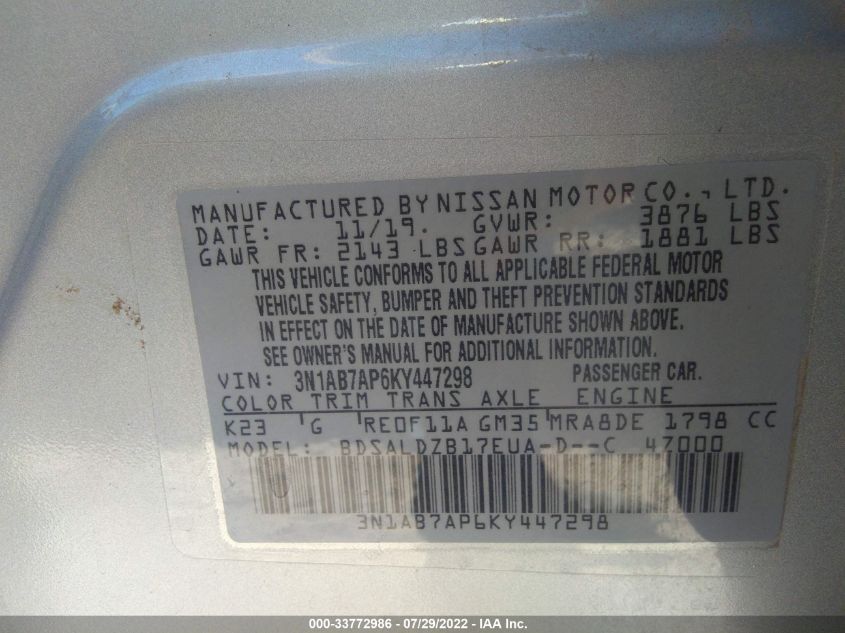 MANUFACTURED BY NISSAN MOTOR CO., LTD.
DATE: 11/19. GVWR: 3876 LBS
GAWR FR: 2143 LBS GAWR RR: 1881 LBS
THIS VEHICLE CONFORMS TO ALL APPLICABLE FEDERAL MOTOR
VEHICLE SAFETY, BUMPER AND THEFT PREVENTION STANDARDS
IN EFFECT ON THE DATE OF MANUFACTURE SHOWN ABOVE.
SEE OWNER'S MANUAL FOR ADDITIONAL INFORMATION.
VIN: 3N1AB7AP6KY447298 PASSENGER CAR.
COLOR TRIM TRANS AXLE ENGINE
K23 G RE0F11A GM35 MRA8DE 1798 CC
MODEL: BDSALDZB17EUA-D--C 47000
3N1AB7AP6KY447298
000-33772986 - 07/29/2022 - IAA Inc.